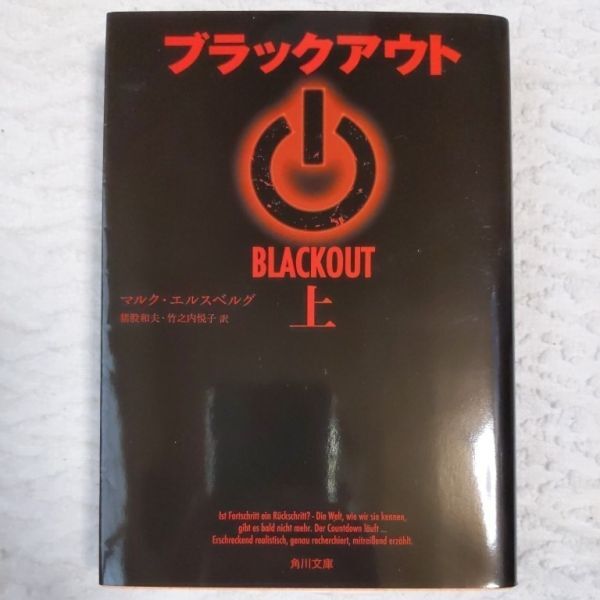 ブラックアウト
BLACKOUT
マルク・エルスベルグ
猪股和夫・竹之内悦子 訳
上
Ist Fortschritt ein Rückschritt? - Die Welt, wie wir sie kennen,
gibt es bald nicht mehr. Der Countdown läuft ...
Erschreckend realistisch, genau recherchiert, mitreißend erzählt.
角川文庫